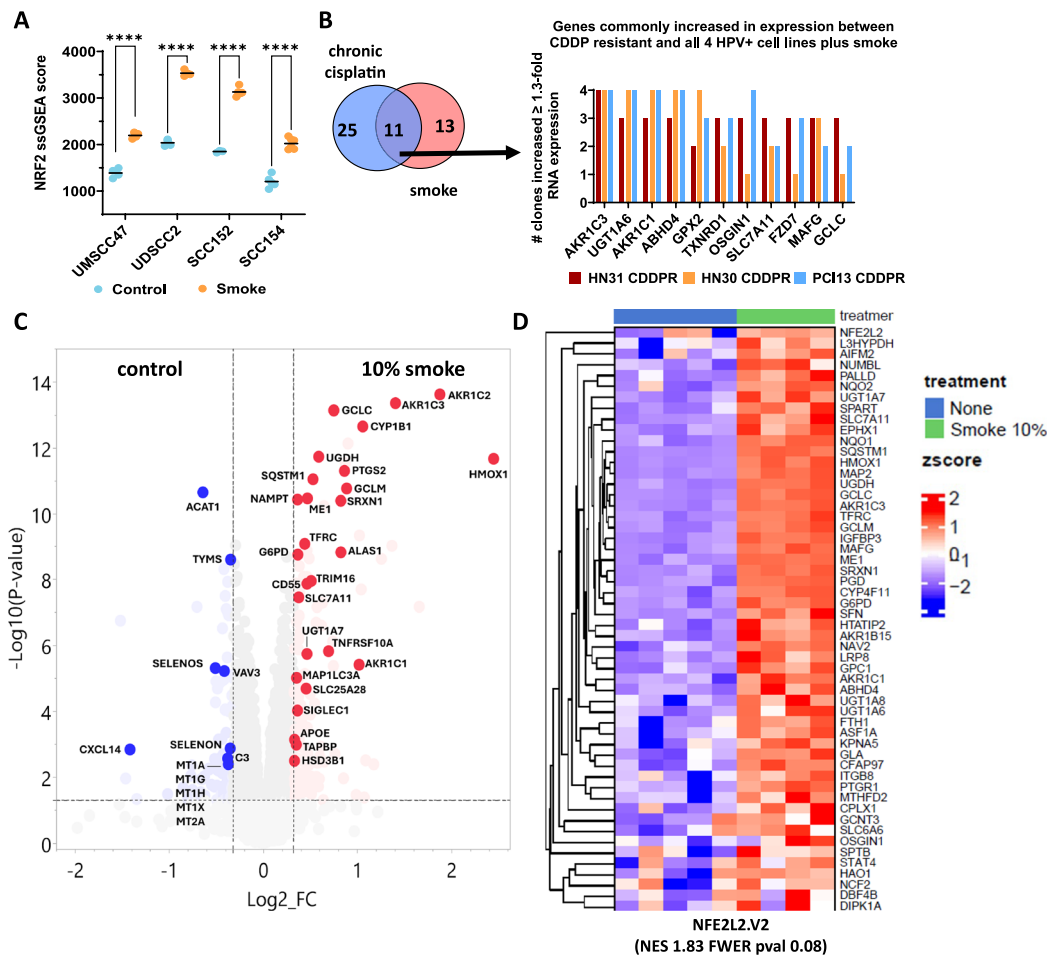 A
NRF2 ssGSEA score
4000
3000
2000
1000
****
****
****
****
UMSCC47
UDSCC2
SCC152
SCC154
Control
Smoke
B
chronic
cisplatin
25
11
13
smoke
Genes commonly increased in expression between
CDDP resistant and all 4 HPV+ cell lines plus smoke
# clones increased ≥ 1.3-fold
RNA expression
4
3
2
1
0
AKR1C3
UGT1A6
AKR1C1
ABHD4
GPX2
TXNRD1
OSGIN1
SLC7A11
FZD7
MAFG
GCLC
HN31 CDDPR
HN30 CDDPR
PCI13 CDDPR
C
control
10% smoke
-Log10(P-value)
14
12
10
8
6
4
2
0
AKR1C2
AKR1C3
GCLC
CYP1B1
HMOX1
UGDH
PTGS2
SQSTM1
GCLM
NAMPT
SRXN1
ME1
ACAT1
TFRC
G6PD
ALAS1
TYMS
TRIM16
CD55
SLC7A11
UGT1A7
TNFRSF10A
AKR1C1
SELENOS
VAV3
MAP1LC3A
SLC25A28
SIGLEC1
APOE
TAPBP
HSD3B1
CXCL14
SELENON
C3
MT1A
MT1G
MT1H
MT1X
MT2A
-2
-1
0
1
2
Log2_FC
D
treatmer
NFE2L2
L3HYPDH
AIFM2
NUMBL
PALLD
NQO2
UGT1A7
SPART
SLC7A11
EPHX1
NQO1
SQSTM1
HMOX1
MAP2
UGDH
GCLC
AKR1C3
TFRC
GCLM
IGFBP3
MAFG
ME1
SRXN1
PGD
CYP4F11
G6PD
SFN
HTATIP2
AKR1B15
NAV2
LRP8
GPC1
AKR1C1
ABHD4
UGT1A8
UGT1A6
FTH1
ASF1A
KPNA5
GLA
CFAP97
ITGB8
PTGR1
MTHFD2
CPLX1
GCNT3
SLC6A6
OSGIN1
SPTB
STAT4
HAO1
NCF2
DBF4B
DIPK1A
treatment
None
Smoke 10%
zscore
2
1
0
−1
−2
NFE2L2.V2
(NES 1.83 FWER pval 0.08)